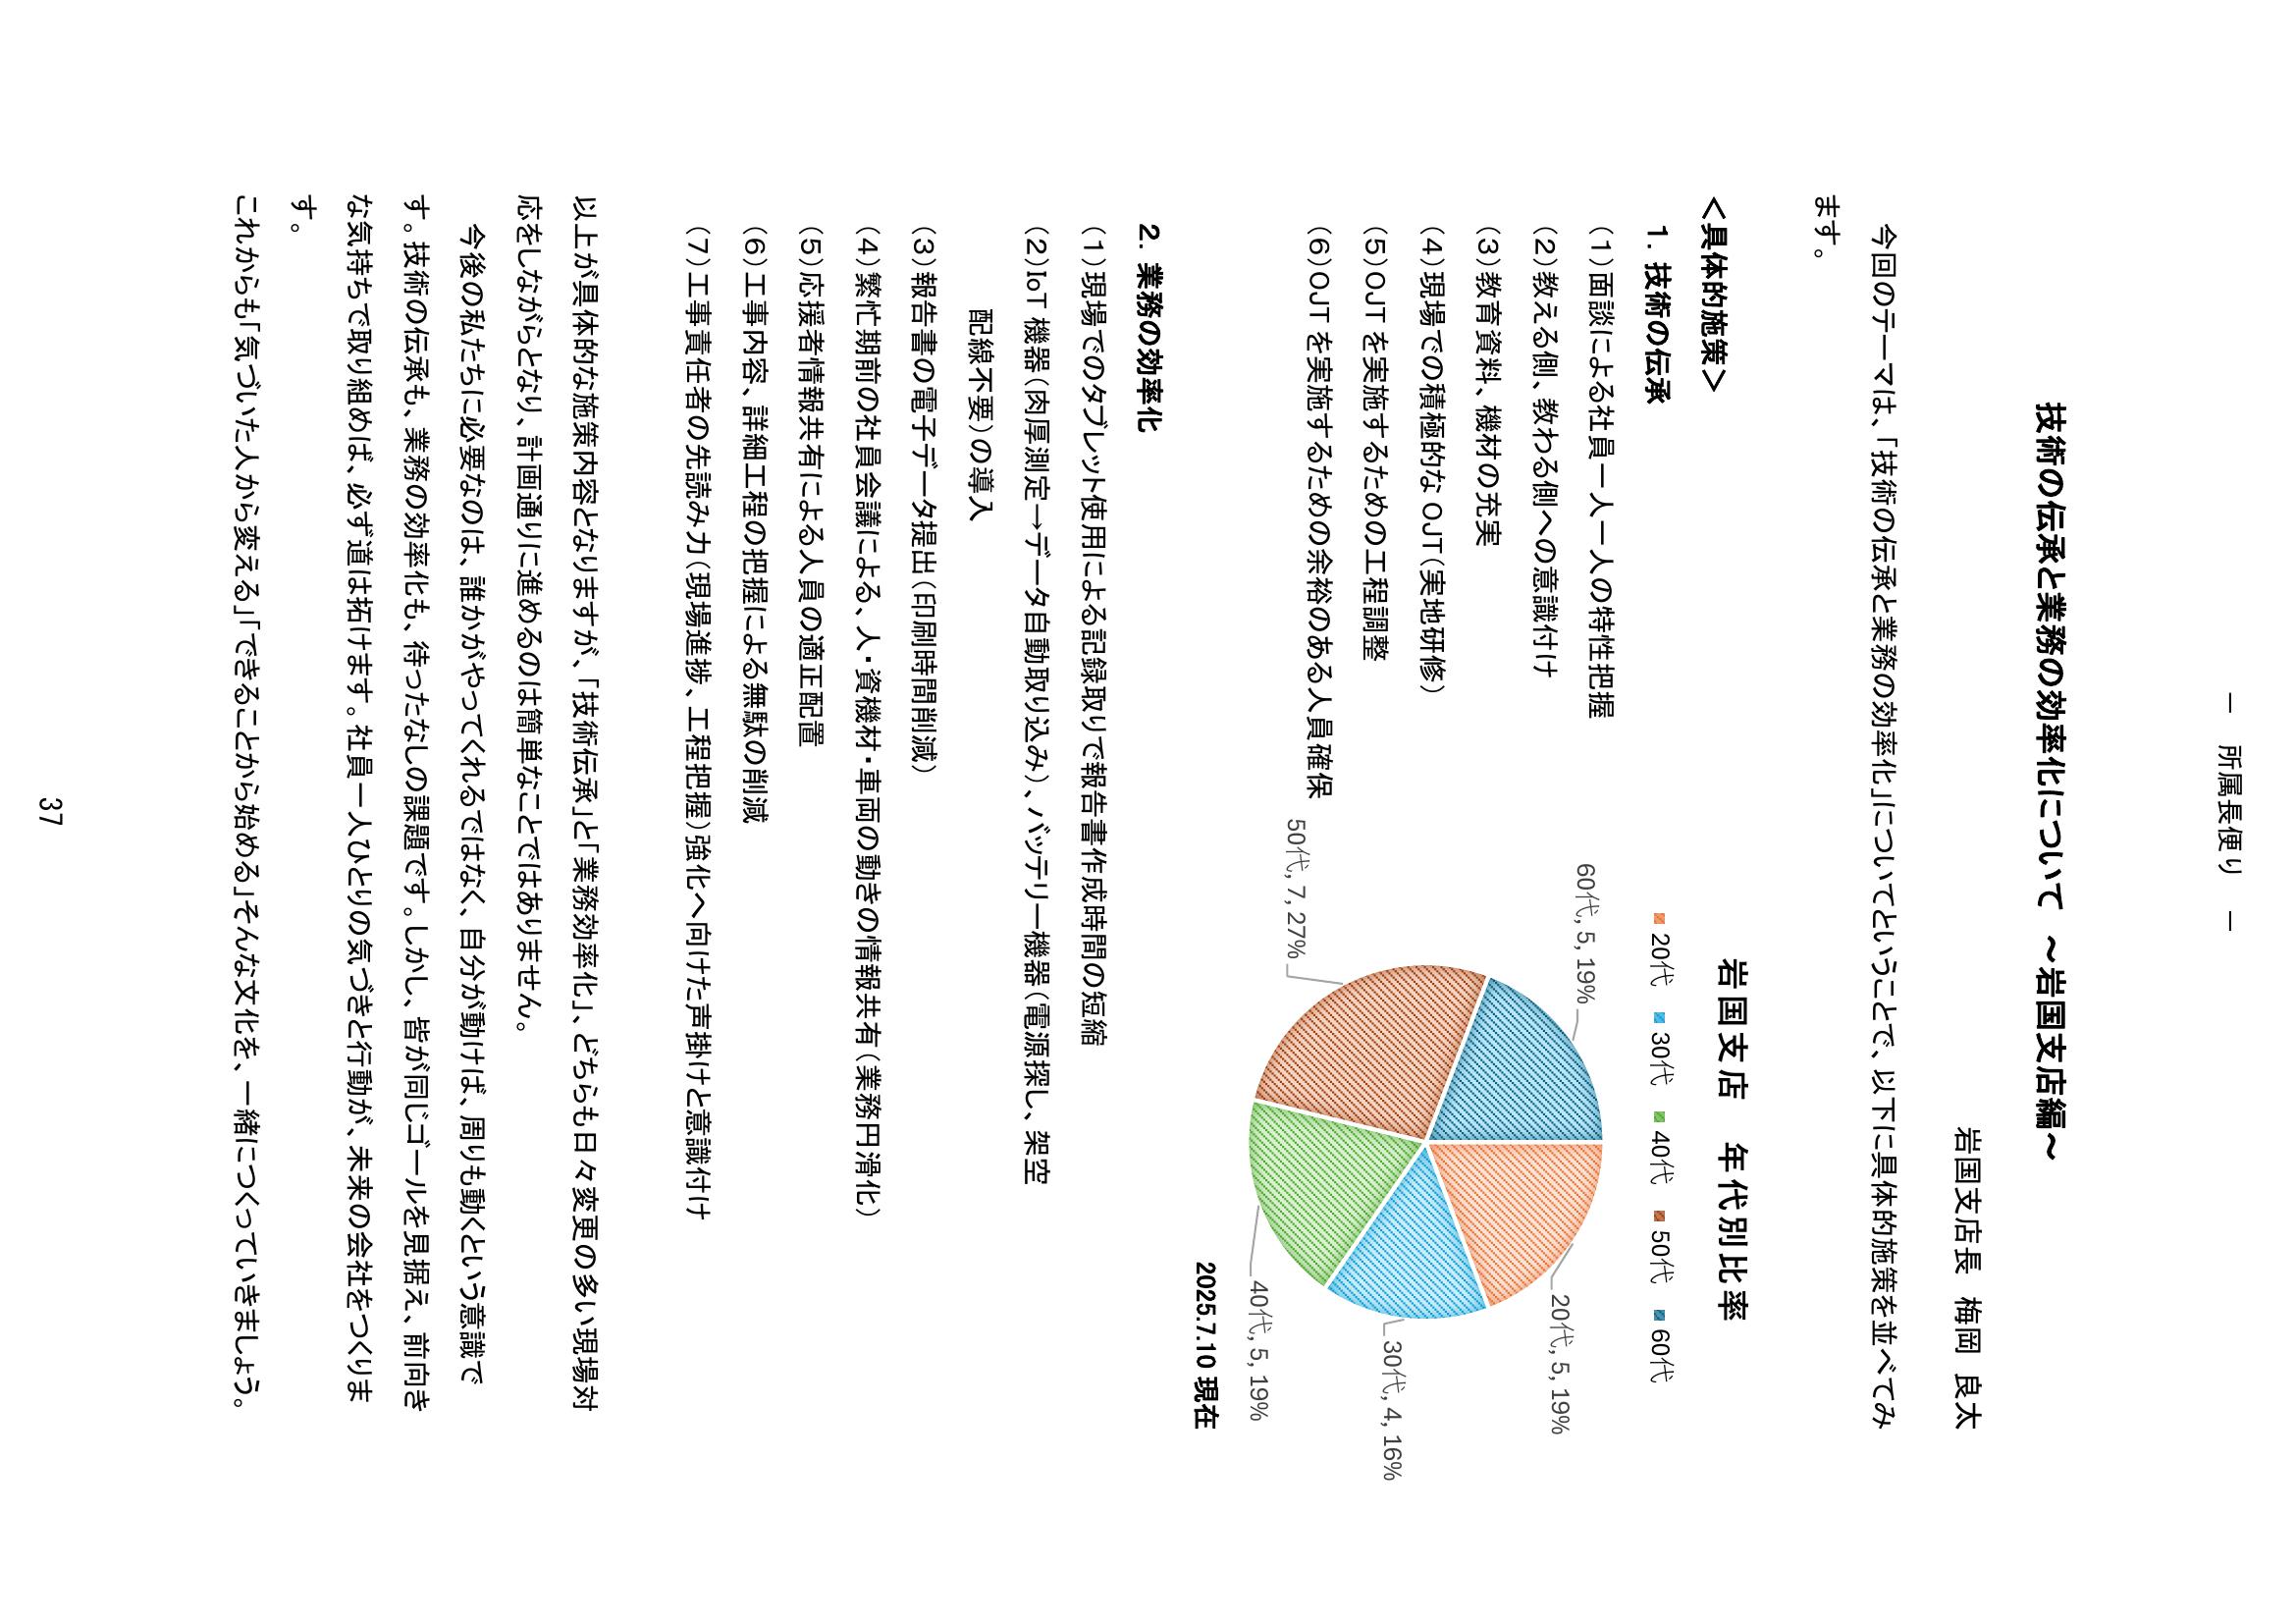 ― 所属長便り ―
技術の伝承と業務の効率化について ～岩国支店編～
岩国支店長 梅岡 良太
今回のテーマは、「技術の伝承と業務の効率化」についてということで、以下に具体的施策を並べてみ
ます。
＜具体的施策＞
1. 技術の伝承
（1）面談による社員一人一人の特性把握
（2）教える側、教わる側への意識付け
（3）教育資料、機材の充実
（4）現場での積極的な OJT（実地研修）
（5）OJT を実施するための工程調整
（6）OJT を実施するための余裕のある人員確保
岩国支店 年代別比率
20代 30代 40代 50代 60代
60代, 5, 19%
20代, 5, 19%
50代, 7, 27%
30代, 4, 16%
40代, 5, 19%
2025.7.10 現在
2. 業務の効率化
（1）現場でのタブレット使用による記録取りで報告書作成時間の短縮
（2）IoT 機器（肉厚測定→データ自動取り込み）、バッテリー機器（電源探し、架空
配線不要）の導入
（3）報告書の電子データ提出（印刷時間削減）
（4）繁忙期前の社員会議による、人・資機材・車両の動きの情報共有（業務円滑化）
（5）応援者情報共有による人員の適正配置
（6）工事内容、詳細工程の把握による無駄の削減
（7）工事責任者の先読み力（現場進捗、工程把握）強化へ向けた声掛けと意識付け
以上が具体的な施策内容となりますが、「技術伝承」と「業務効率化」、どちらも日々変更の多い現場対
応をしながらとなり、計画通りに進めるのは簡単なことではありません。
今後の私たちに必要なのは、誰かがやってくれるではなく、自分が動けば、周りも動くという意識で
す。技術の伝承も、業務の効率化も、待ったなしの課題です。しかし、皆が同じゴールを見据え、前向き
な気持ちで取り組めば、必ず道は拓けます。社員一人ひとりの気づきと行動が、未来の会社をつくりま
す。
これからも「気づいた人から変える」「できることから始める」そんな文化を、一緒につくっていきましょう。
37